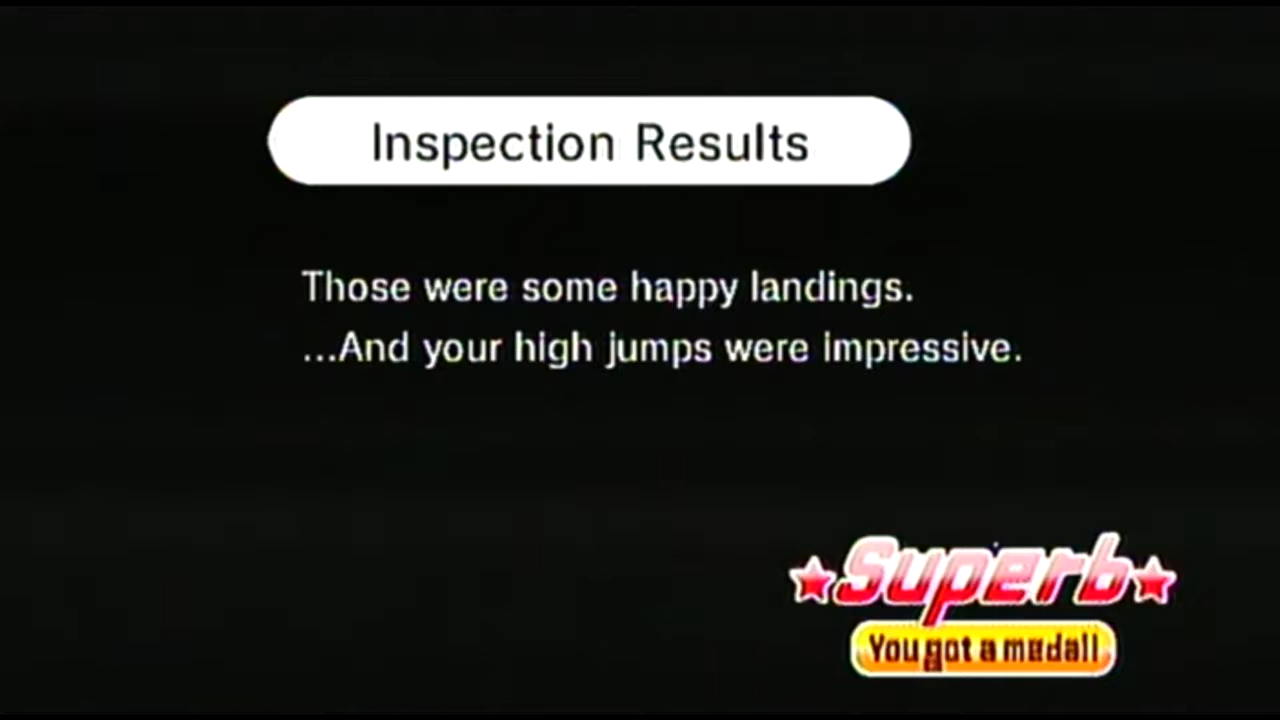 Inspection Results
Those were some happy landings.
...And your high jumps were impressive.
Superb
You got a medal!